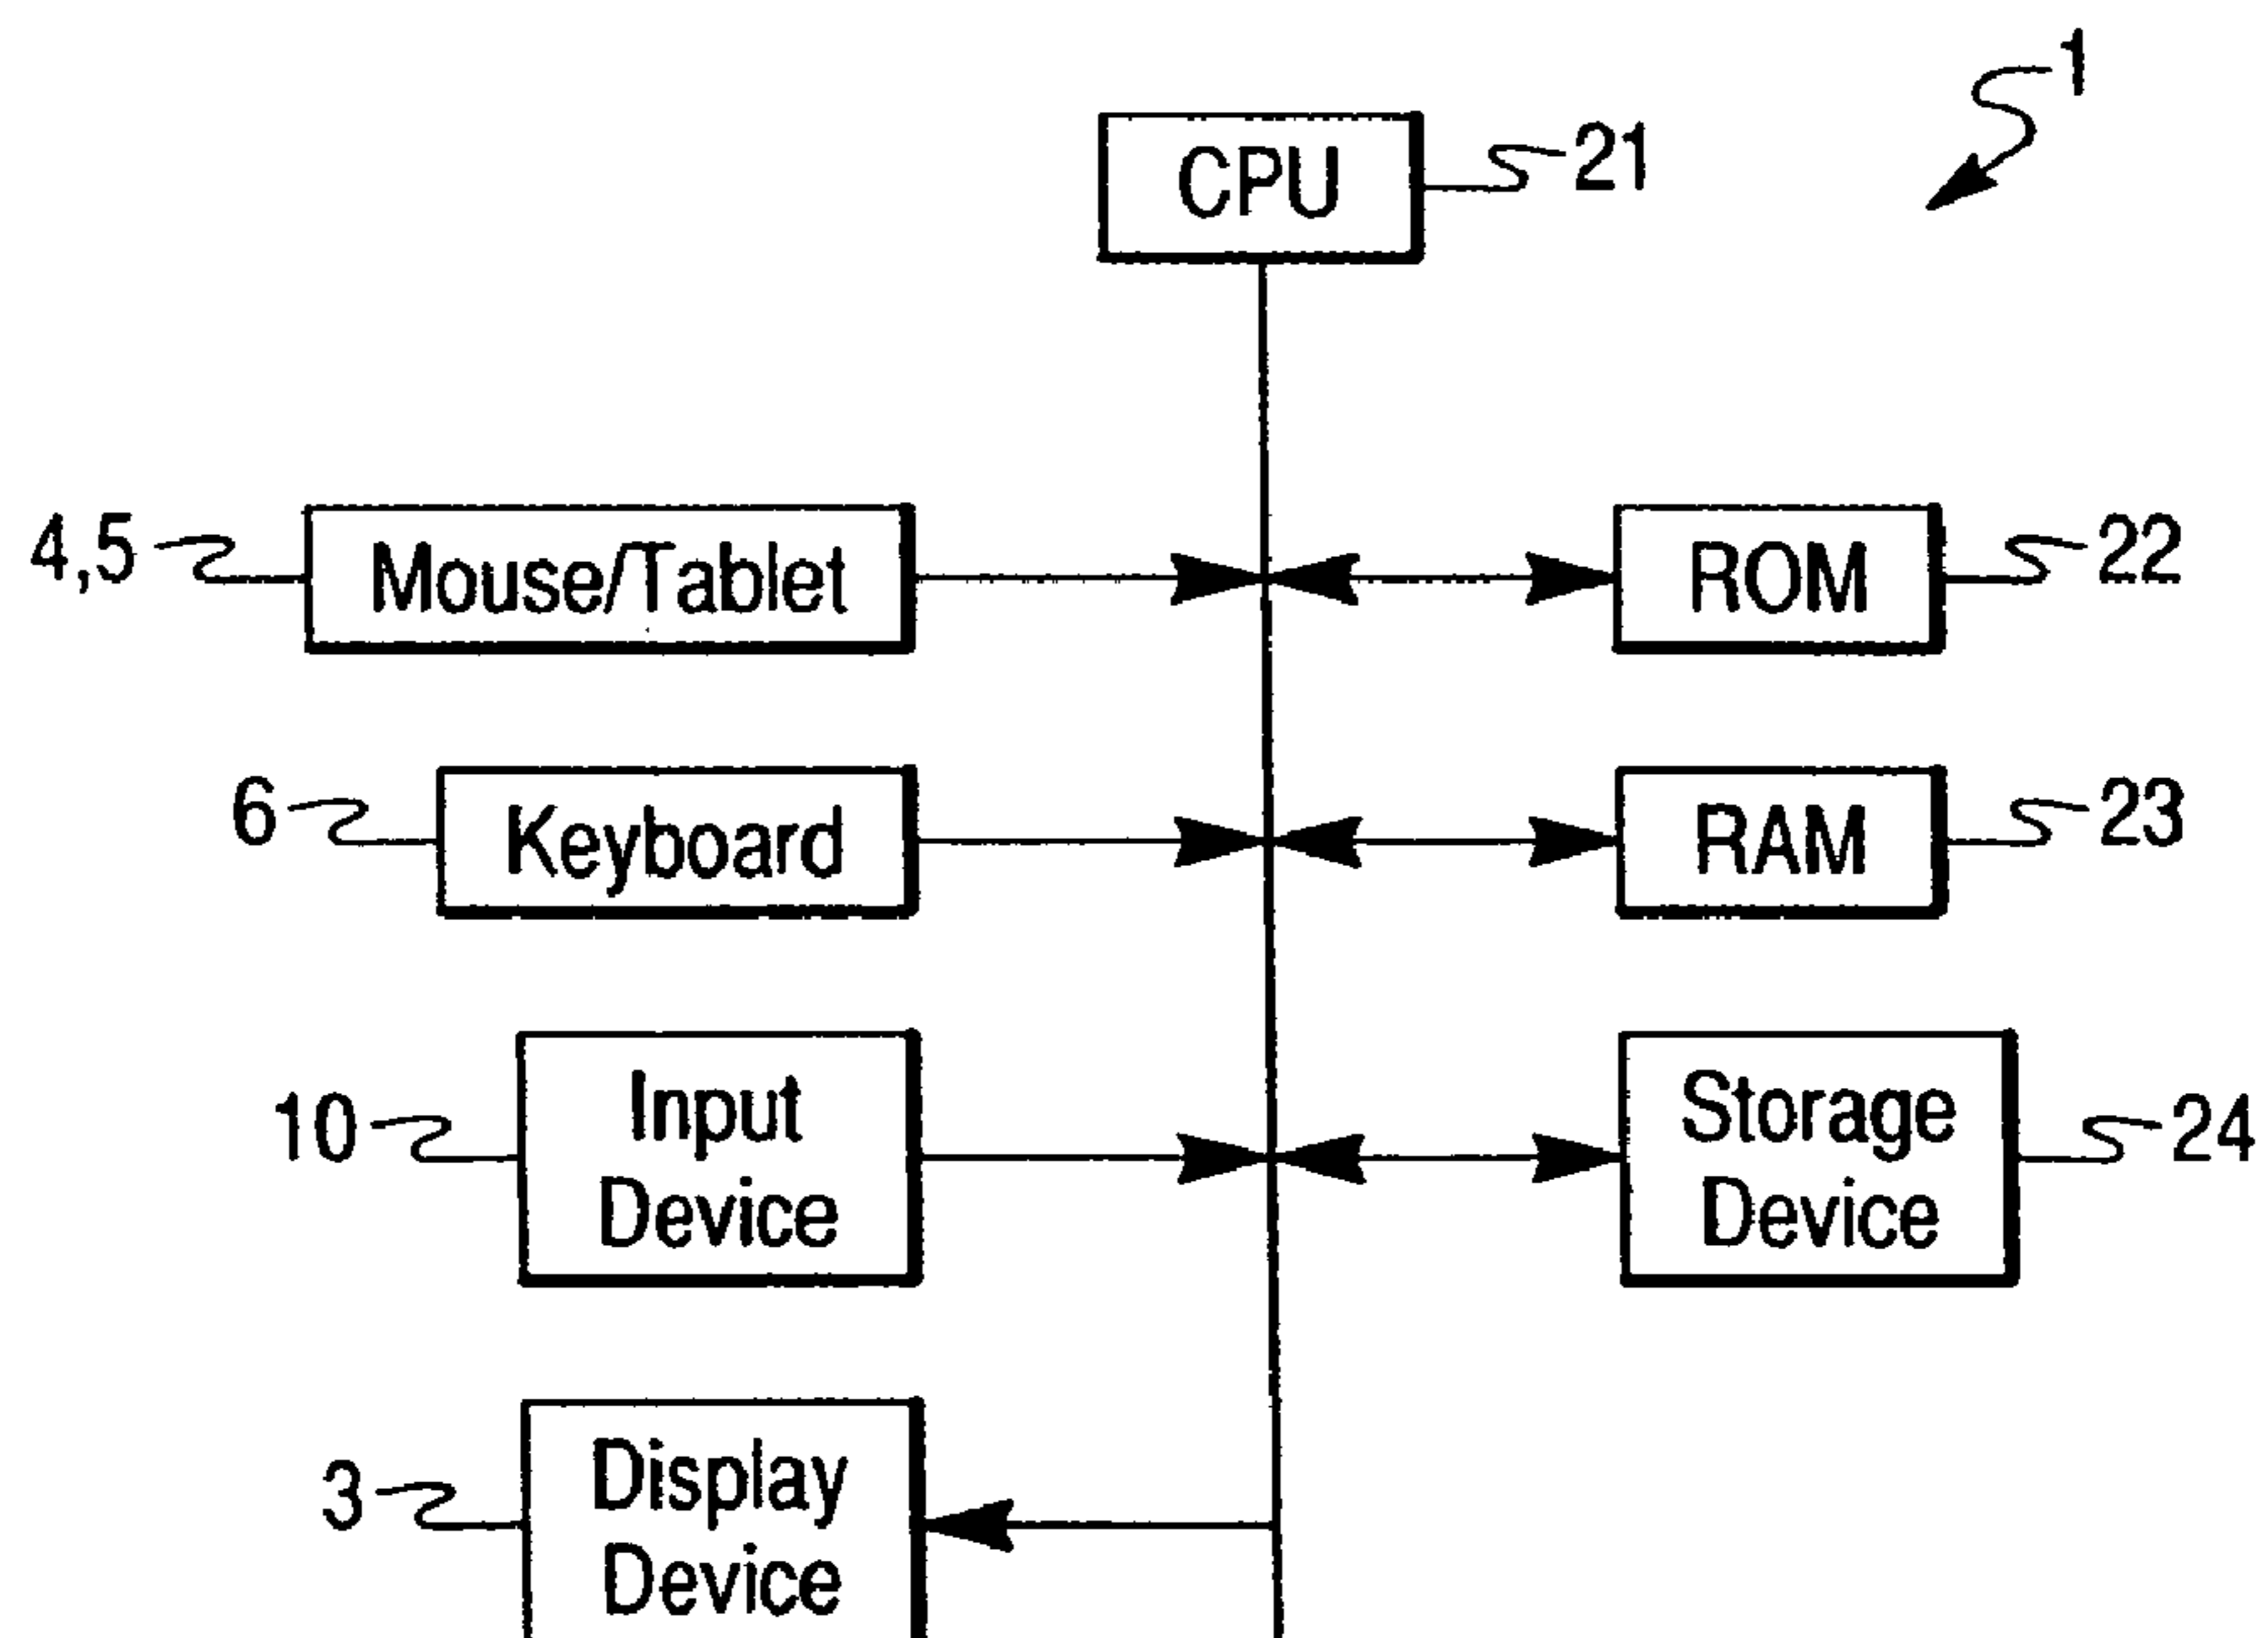 1
CPU
21
4,5
Mouse/Tablet
ROM
22
6
Keyboard
RAM
23
10
Input
Device
Storage
Device
24
3
Display
Device